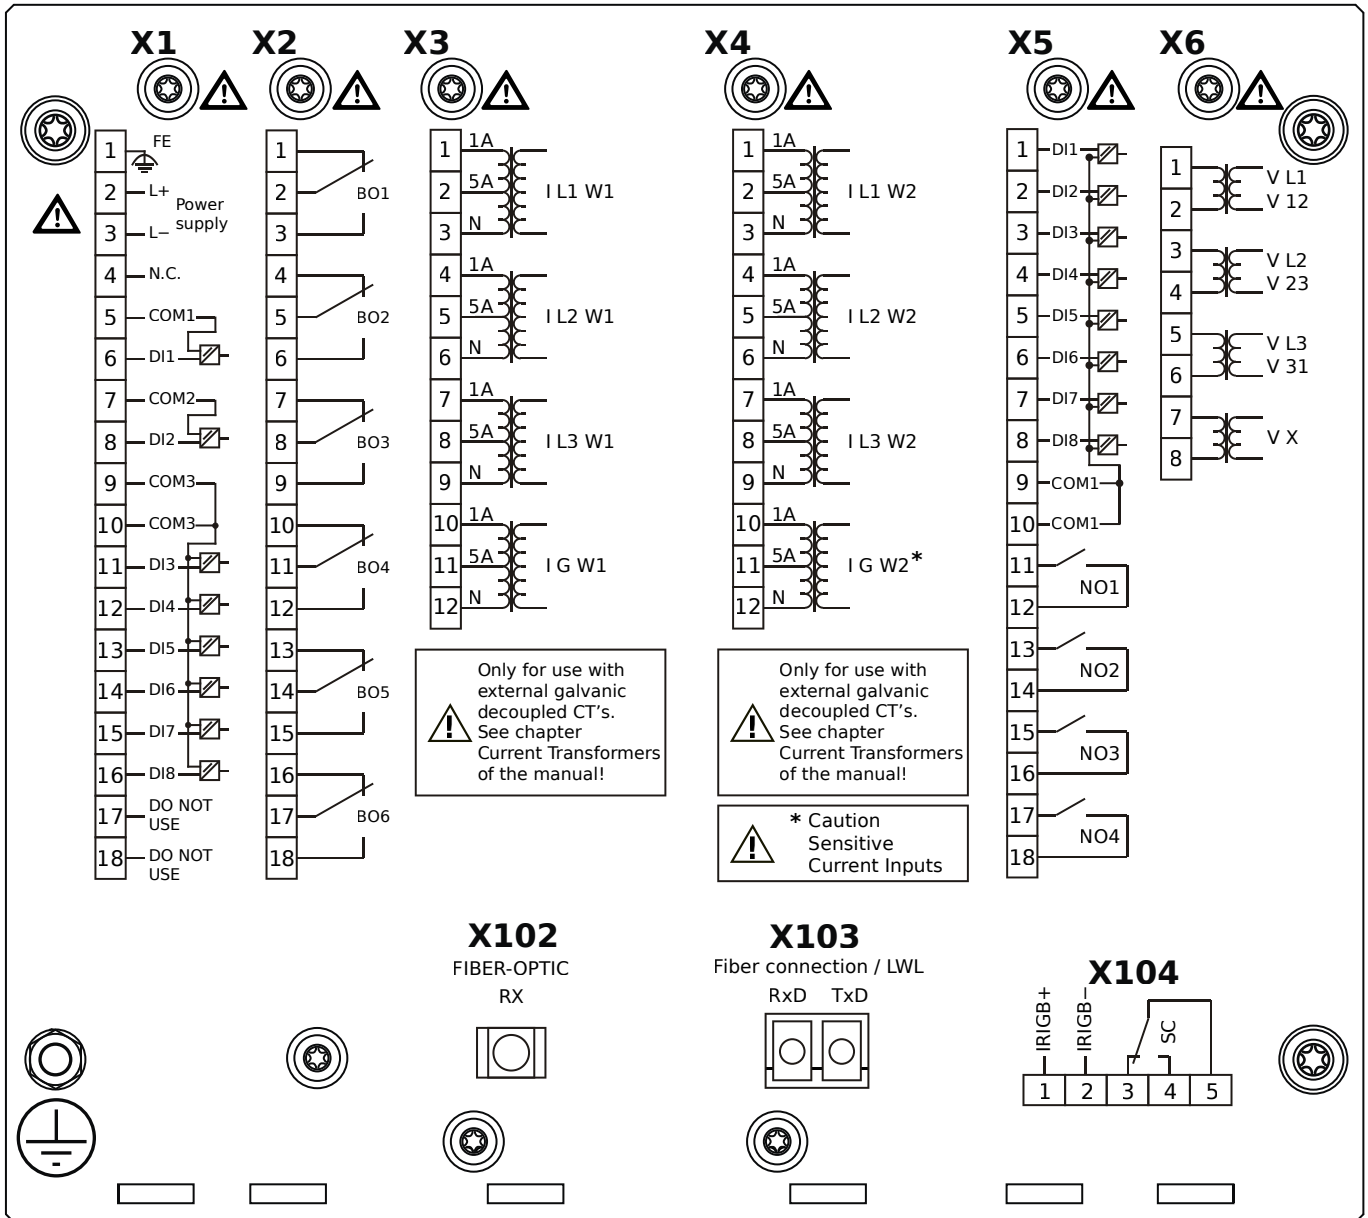 X1
X2
X3
X4
X5
X6
1
FE
2
L+
Power
supply
3
L−
4
N.C.
5
COM1
6
DI1
7
COM2
8
DI2
9
COM3
10
COM3
11
DI3
12
DI4
13
DI5
14
DI6
15
DI7
16
DI8
17
DO NOT
USE
18
DO NOT
USE
1
2
BO1
3
4
5
BO2
6
7
8
BO3
9
10
11
BO4
12
13
14
BO5
15
16
17
BO6
18
1
1A
2
5A
I L1 W1
3
N
4
1A
5
5A
I L2 W1
6
N
7
1A
8
5A
I L3 W1
9
N
10
1A
11
5A
I G W1
12
N
Only for use with
external galvanic
decoupled CT's.
See chapter
Current Transformers
of the manual!
1
1A
2
5A
I L1 W2
3
N
4
1A
5
5A
I L2 W2
6
N
7
1A
8
5A
I L3 W2
9
N
10
1A
11
5A
I G W2*
12
N
Only for use with
external galvanic
decoupled CT's.
See chapter
Current Transformers
of the manual!
* Caution
Sensitive
Current Inputs
1
DI1
2
DI2
3
DI3
4
DI4
5
DI5
6
DI6
7
DI7
8
DI8
9
COM1
10
COM1
11
NO1
12
13
NO2
14
15
NO3
16
17
NO4
18
1
V L1
2
V 12
3
V L2
4
V 23
5
V L3
6
V 31
7
V X
8
X102
FIBER-OPTIC
RX
X103
Fiber connection / LWL
RxD TxD
X104
IRIGB+
IRIGB−
SC
1 2 3 4 5